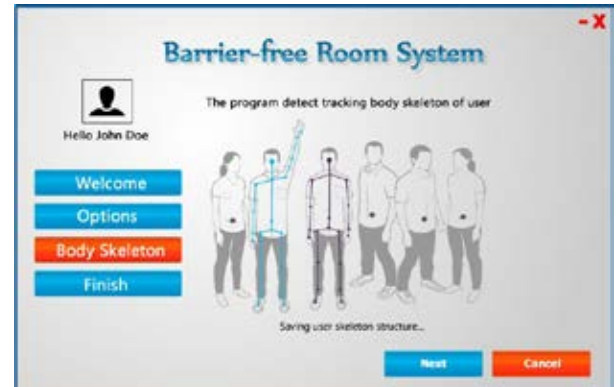 - X
Barrier-free Room System
The program detect tracking body skeleton of user
Hello John Doe
Welcome
Options
Body Skeleton
Finish
Saving user skeleton structure...
Next
Cancel